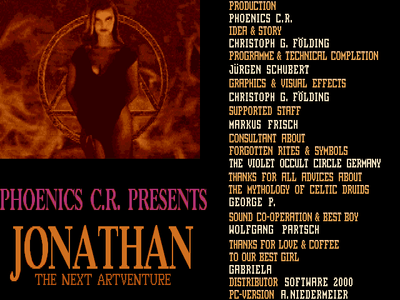 PHOENICS C.R. PRESENTS
JONATHAN
THE NEXT ARTVENTURE
PRODUCTION
PHOENICS C.R.
IDEA & STORY
CHRISTOPH G. FÖLDING
PROGRAMME & TECHNICAL COMPLETION
JÜRGEN SCHUBERT
GRAPHICS & VISUAL EFFECTS
CHRISTOPH G. FÖLDING
SUPPORTED STAFF
MARKUS FRISCH
CONSULTANT ABOUT
FORGOTTEN RITES & SYMBOLS
THE VIOLET OCCULT CIRCLE GERMANY
THANKS FOR ALL ADVICES ABOUT
THE MYTHOLOGY OF CELTIC DRUIDS
GEORGE P.
SOUND CO-OPERATION & BEST BOY
WOLFGANG PARTSCH
THANKS FOR LOVE & COFFEE
TO OUR BEST GIRL
GABRIELA
DISTRIBUTOR SOFTWARE 2000
PC-VERSION A.NIEDERMEIER